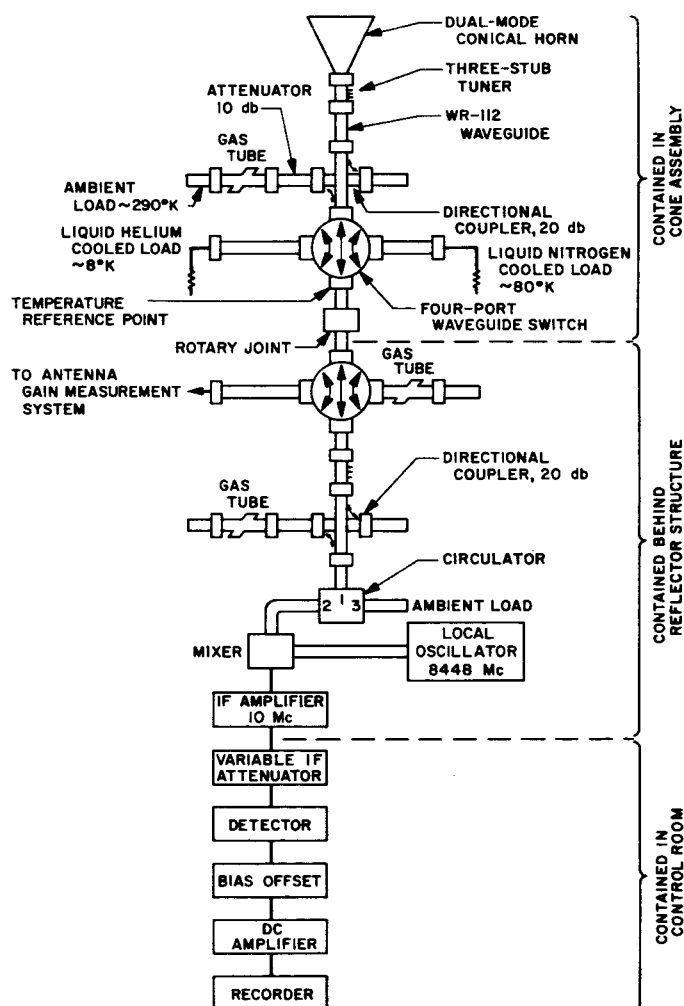 DUAL-MODE
CONICAL HORN
THREE-STUB
TUNER
ATTENUATOR
10 db
WR-112
WAVEGUIDE
GAS
TUBE
AMBIENT
LOAD ~290°K
DIRECTIONAL
COUPLER, 20 db
LIQUID HELIUM
COOLED LOAD
~8°K
LIQUID NITROGEN
COOLED LOAD
~80°K
TEMPERATURE
REFERENCE POINT
FOUR-PORT
WAVEGUIDE SWITCH
ROTARY JOINT
CONTAINED IN
CONE ASSEMBLY
GAS
TUBE
TO ANTENNA
GAIN MEASUREMENT
SYSTEM
DIRECTIONAL
COUPLER, 20 db
GAS
TUBE
CIRCULATOR
2 1 3
AMBIENT LOAD
MIXER
LOCAL
OSCILLATOR
8448 Mc
IF AMPLIFIER
10 Mc
CONTAINED BEHIND
REFLECTOR STRUCTURE
VARIABLE IF
ATTENUATOR
DETECTOR
BIAS OFFSET
DC
AMPLIFIER
RECORDER
CONTAINED IN
CONTROL ROOM